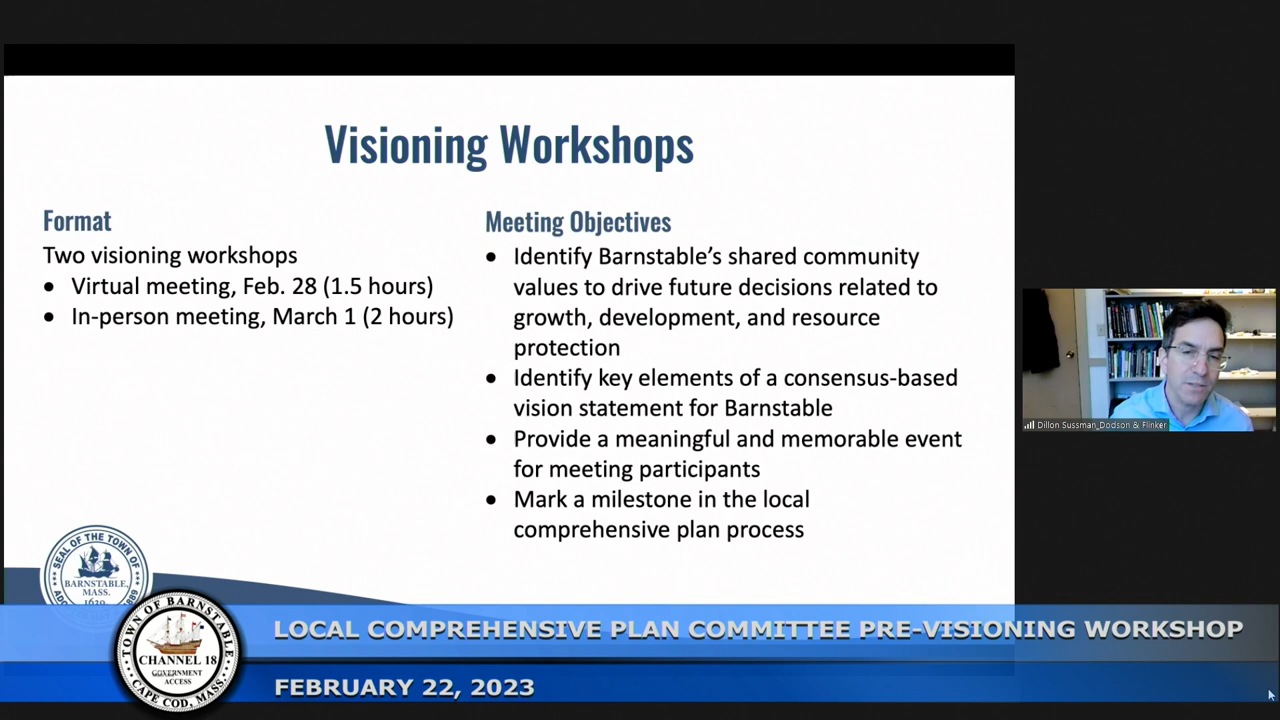 Visioning Workshops
Format
Two visioning workshops
• Virtual meeting, Feb. 28 (1.5 hours)
• In-person meeting, March 1 (2 hours)
Meeting Objectives
• Identify Barnstable’s shared community
values to drive future decisions related to
growth, development, and resource
protection
• Identify key elements of a consensus-based
vision statement for Barnstable
• Provide a meaningful and memorable event
for meeting participants
• Mark a milestone in the local
comprehensive plan process
Dillon Sussman_Dodson & Flinker
SEAL OF THE TOWN OF
BARNSTABLE,
MASS.
TOWN OF BARNSTABLE
CHANNEL 18
GOVERNMENT
ACCESS
CAPE COD, MASS.
LOCAL COMPREHENSIVE PLAN COMMITTEE PRE-VISIONING WORKSHOP
FEBRUARY 22, 2023